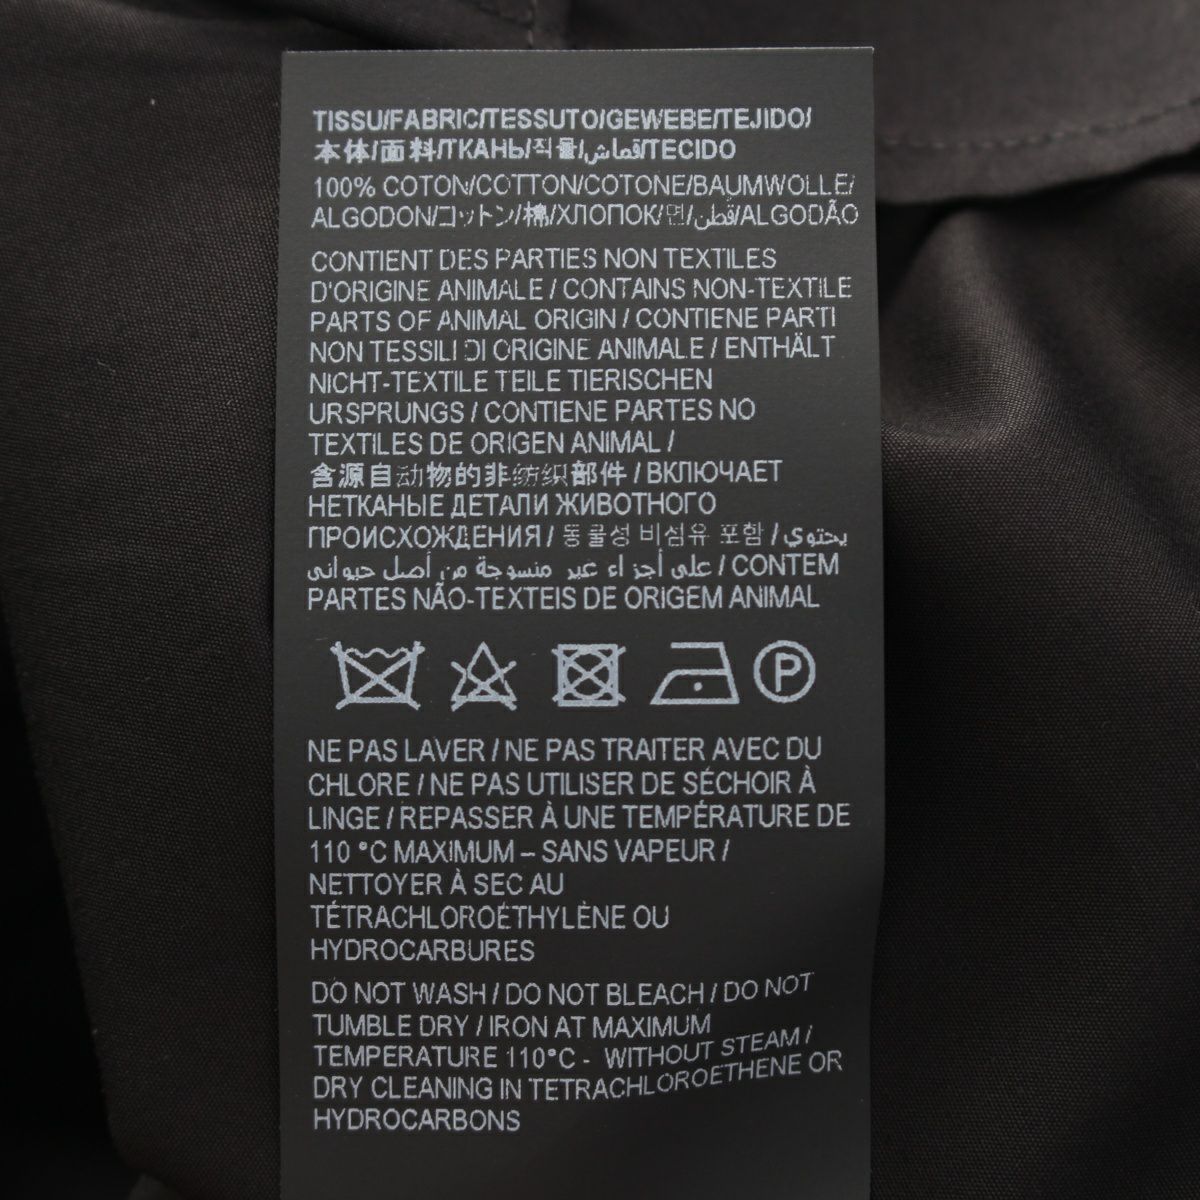 TISSU/FABRIC/TESSUTO/GEWEBE/TEJIDO/
本体/面料/ТКАНЬ/직물/قماش/TECIDO
100% COTON/COTTON/COTONE/BAUMWOLLE/
ALGODON/コットン/棉/ХЛОПОК/면/قطن/ALGODÃO
CONTIENT DES PARTIES NON TEXTILES
D'ORIGINE ANIMALE / CONTAINS NON-TEXTILE
PARTS OF ANIMAL ORIGIN / CONTIENE PARTI
NON TESSILI DI ORIGINE ANIMALE / ENTHÄLT
NICHT-TEXTILE TEILE TIERISCHEN
URSPRUNGS / CONTIENE PARTES NO
TEXTILES DE ORIGEN ANIMAL /
含源自动物的非纺织部件 / ВКЛЮЧАЕТ
НЕТКАНЫЕ ДЕТАЛИ ЖИВОТНОГО
ПРОИСХОЖДЕНИЯ / 동물성 비섬유 포함 / يحتوي
على أجزاء غير منسوجة من أصل حيواني / CONTEM
PARTES NÃO-TEXTEIS DE ORIGEM ANIMAL
P
NE PAS LAVER / NE PAS TRAITER AVEC DU
CHLORE / NE PAS UTILISER DE SÉCHOIR À
LINGE / REPASSER À UNE TEMPÉRATURE DE
110 °C MAXIMUM – SANS VAPEUR /
NETTOYER À SEC AU
TÉTRACHLOROÉTHYLÈNE OU
HYDROCARBURES
DO NOT WASH / DO NOT BLEACH / DO NOT
TUMBLE DRY / IRON AT MAXIMUM
TEMPERATURE 110°C - WITHOUT STEAM /
DRY CLEANING IN TETRACHLOROETHENE OR
HYDROCARBONS